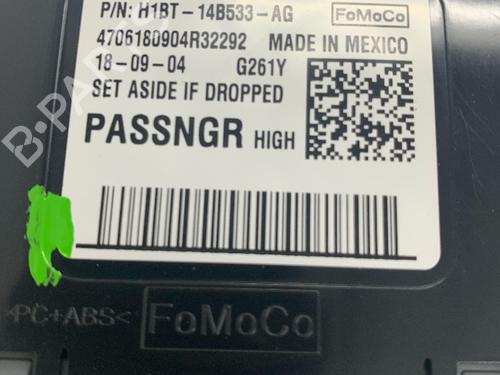 P/N: H1BT-14B533-AG FoMoCo
4706180904R32292 MADE IN MEXICO
18-09-04 G261Y
SET ASIDE IF DROPPED
PASSNGR HIGH
>PC+ABS< FoMoCo
B-PARTS